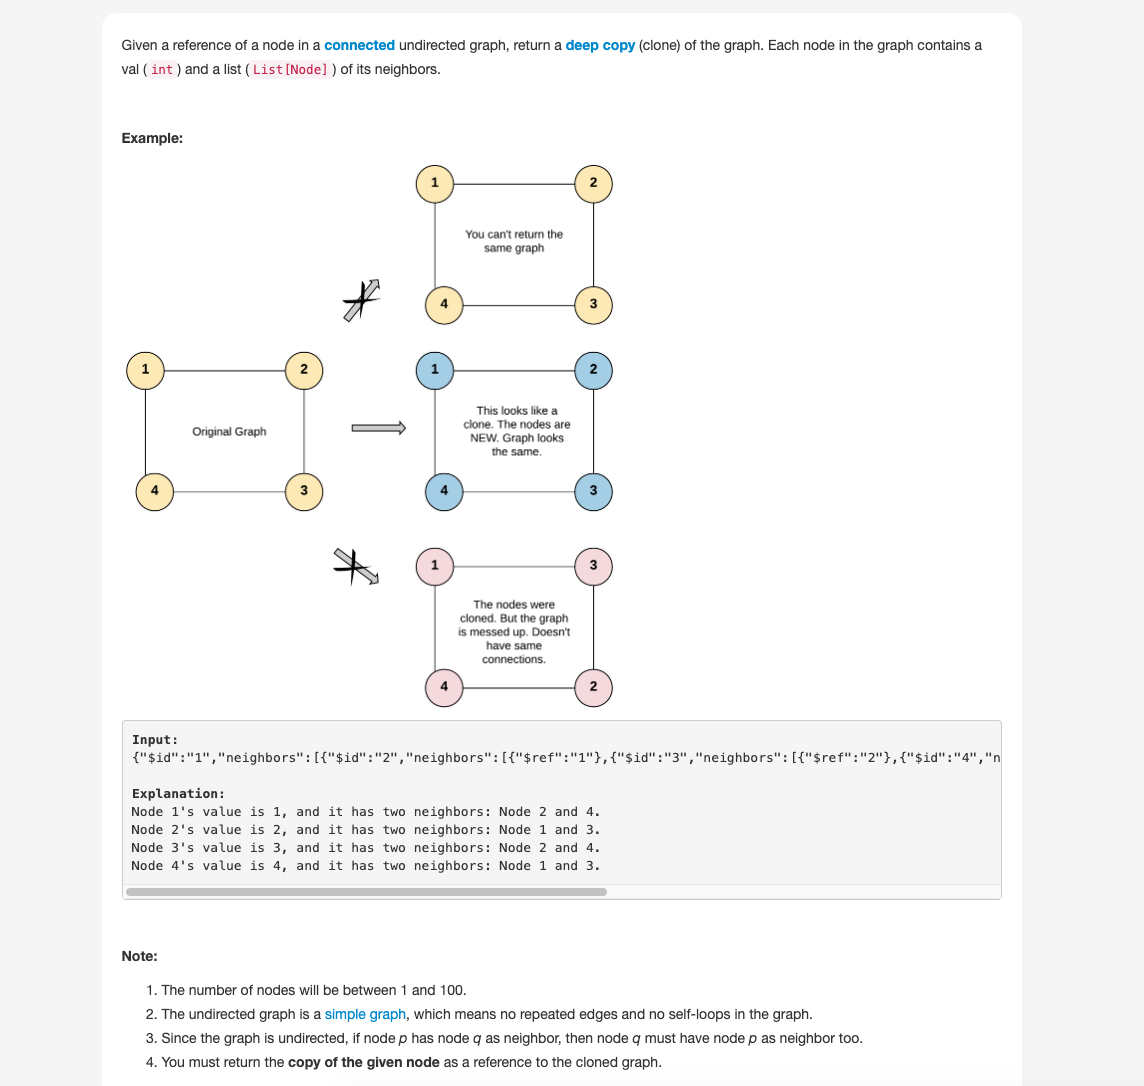 Given a reference of a node in a connected undirected graph, return a deep copy (clone) of the graph. Each node in the graph contains a
val (int) and a list (List[Node]) of its neighbors.
Example:
1
2
You can't return the
same graph
4
3
1
2
Original Graph
4
3
1
2
This looks like a
clone. The nodes are
NEW. Graph looks
the same.
4
3
1
3
The nodes were
cloned. But the graph
is messed up. Doesn't
have same
connections.
4
2
Input:
{"$id":"1","neighbors":[{"$id":"2","neighbors":[{"$ref":"1"},{"$id":"3","neighbors":[{"$ref":"2"},{"$id":"4","n
Explanation:
Node 1's value is 1, and it has two neighbors: Node 2 and 4.
Node 2's value is 2, and it has two neighbors: Node 1 and 3.
Node 3's value is 3, and it has two neighbors: Node 2 and 4.
Node 4's value is 4, and it has two neighbors: Node 1 and 3.
Note:
1. The number of nodes will be between 1 and 100.
2. The undirected graph is a simple graph, which means no repeated edges and no self-loops in the graph.
3. Since the graph is undirected, if node p has node q as neighbor, then node q must have node p as neighbor too.
4. You must return the copy of the given node as a reference to the cloned graph.